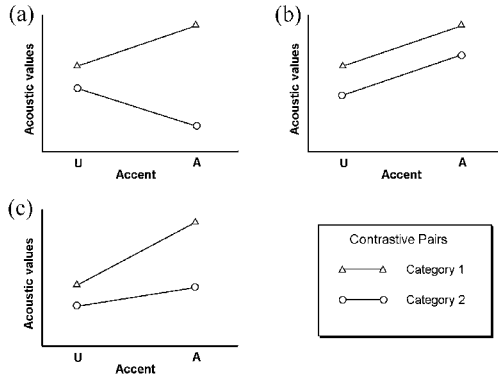 (a)
Acoustic values
U A
Accent
(b)
Acoustic values
U A
Accent
(c)
Acoustic values
U A
Accent
Contrastive Pairs
Category 1
Category 2